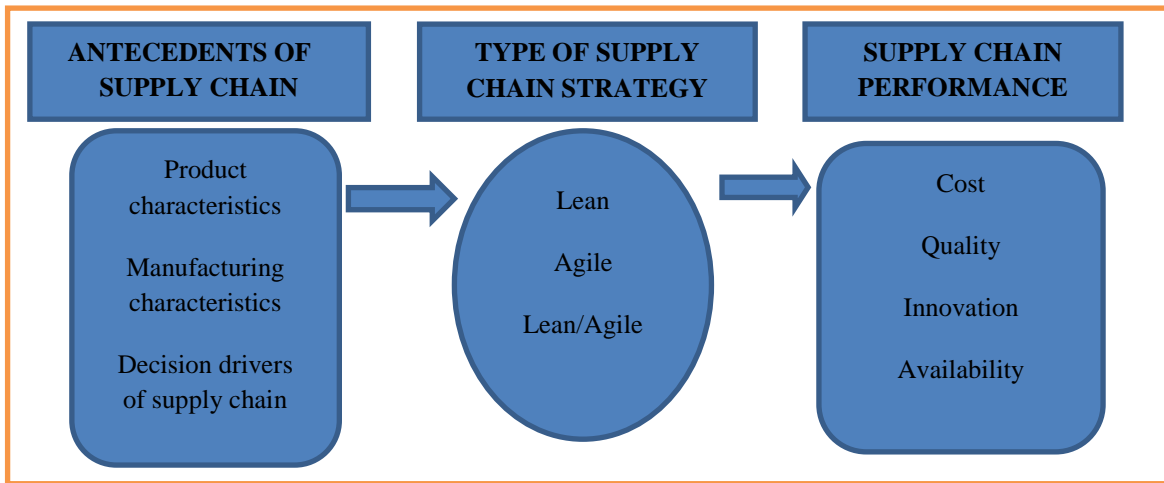 ANTECEDENTS OF
SUPPLY CHAIN
TYPE OF SUPPLY
CHAIN STRATEGY
SUPPLY CHAIN
PERFORMANCE
Product
characteristics
Manufacturing
characteristics
Decision drivers
of supply chain
Lean
Agile
Lean/Agile
Cost
Quality
Innovation
Availability